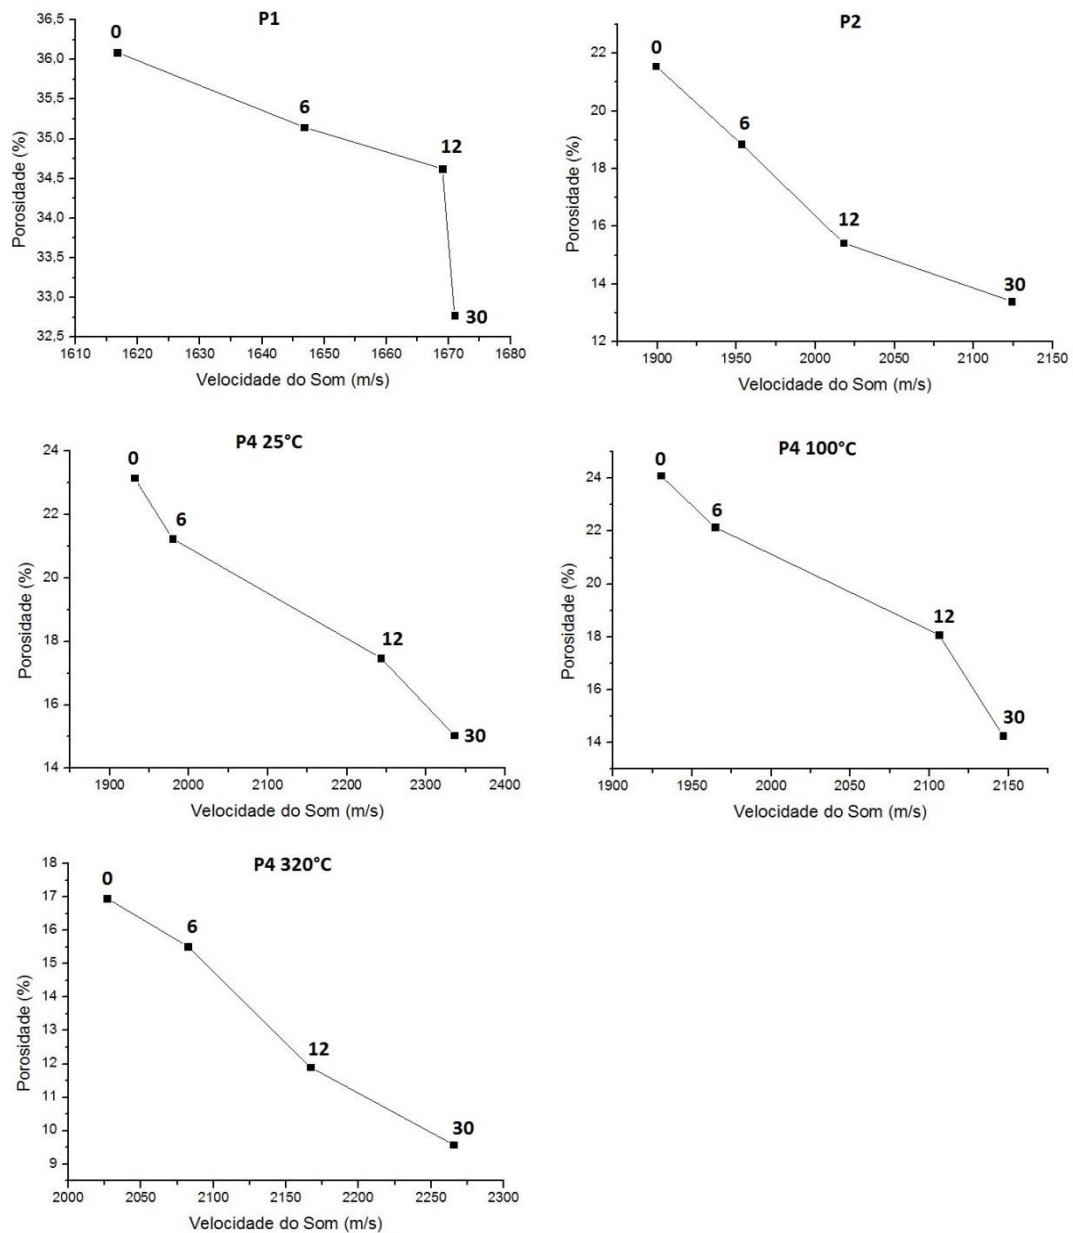 P1
36,5
36,0
35,5
35,0
34,5
34,0
33,5
33,0
32,5
0
6
12
30
1610 1620 1630 1640 1650 1660 1670 1680
Porosidade (%)
Velocidade do Som (m/s)
P2
22
20
18
16
14
12
0
6
12
30
1900 1950 2000 2050 2100 2150
Porosidade (%)
Velocidade do Som (m/s)
P4 25°C
24
22
20
18
16
14
0
6
12
30
1900 2000 2100 2200 2300 2400
Porosidade (%)
Velocidade do Som (m/s)
P4 100°C
24
22
20
18
16
14
0
6
12
30
1900 1950 2000 2050 2100 2150
Porosidade (%)
Velocidade do Som (m/s)
P4 320°C
18
17
16
15
14
13
12
11
10
9
0
6
12
30
2000 2050 2100 2150 2200 2250 2300
Porosidade (%)
Velocidade do Som (m/s)